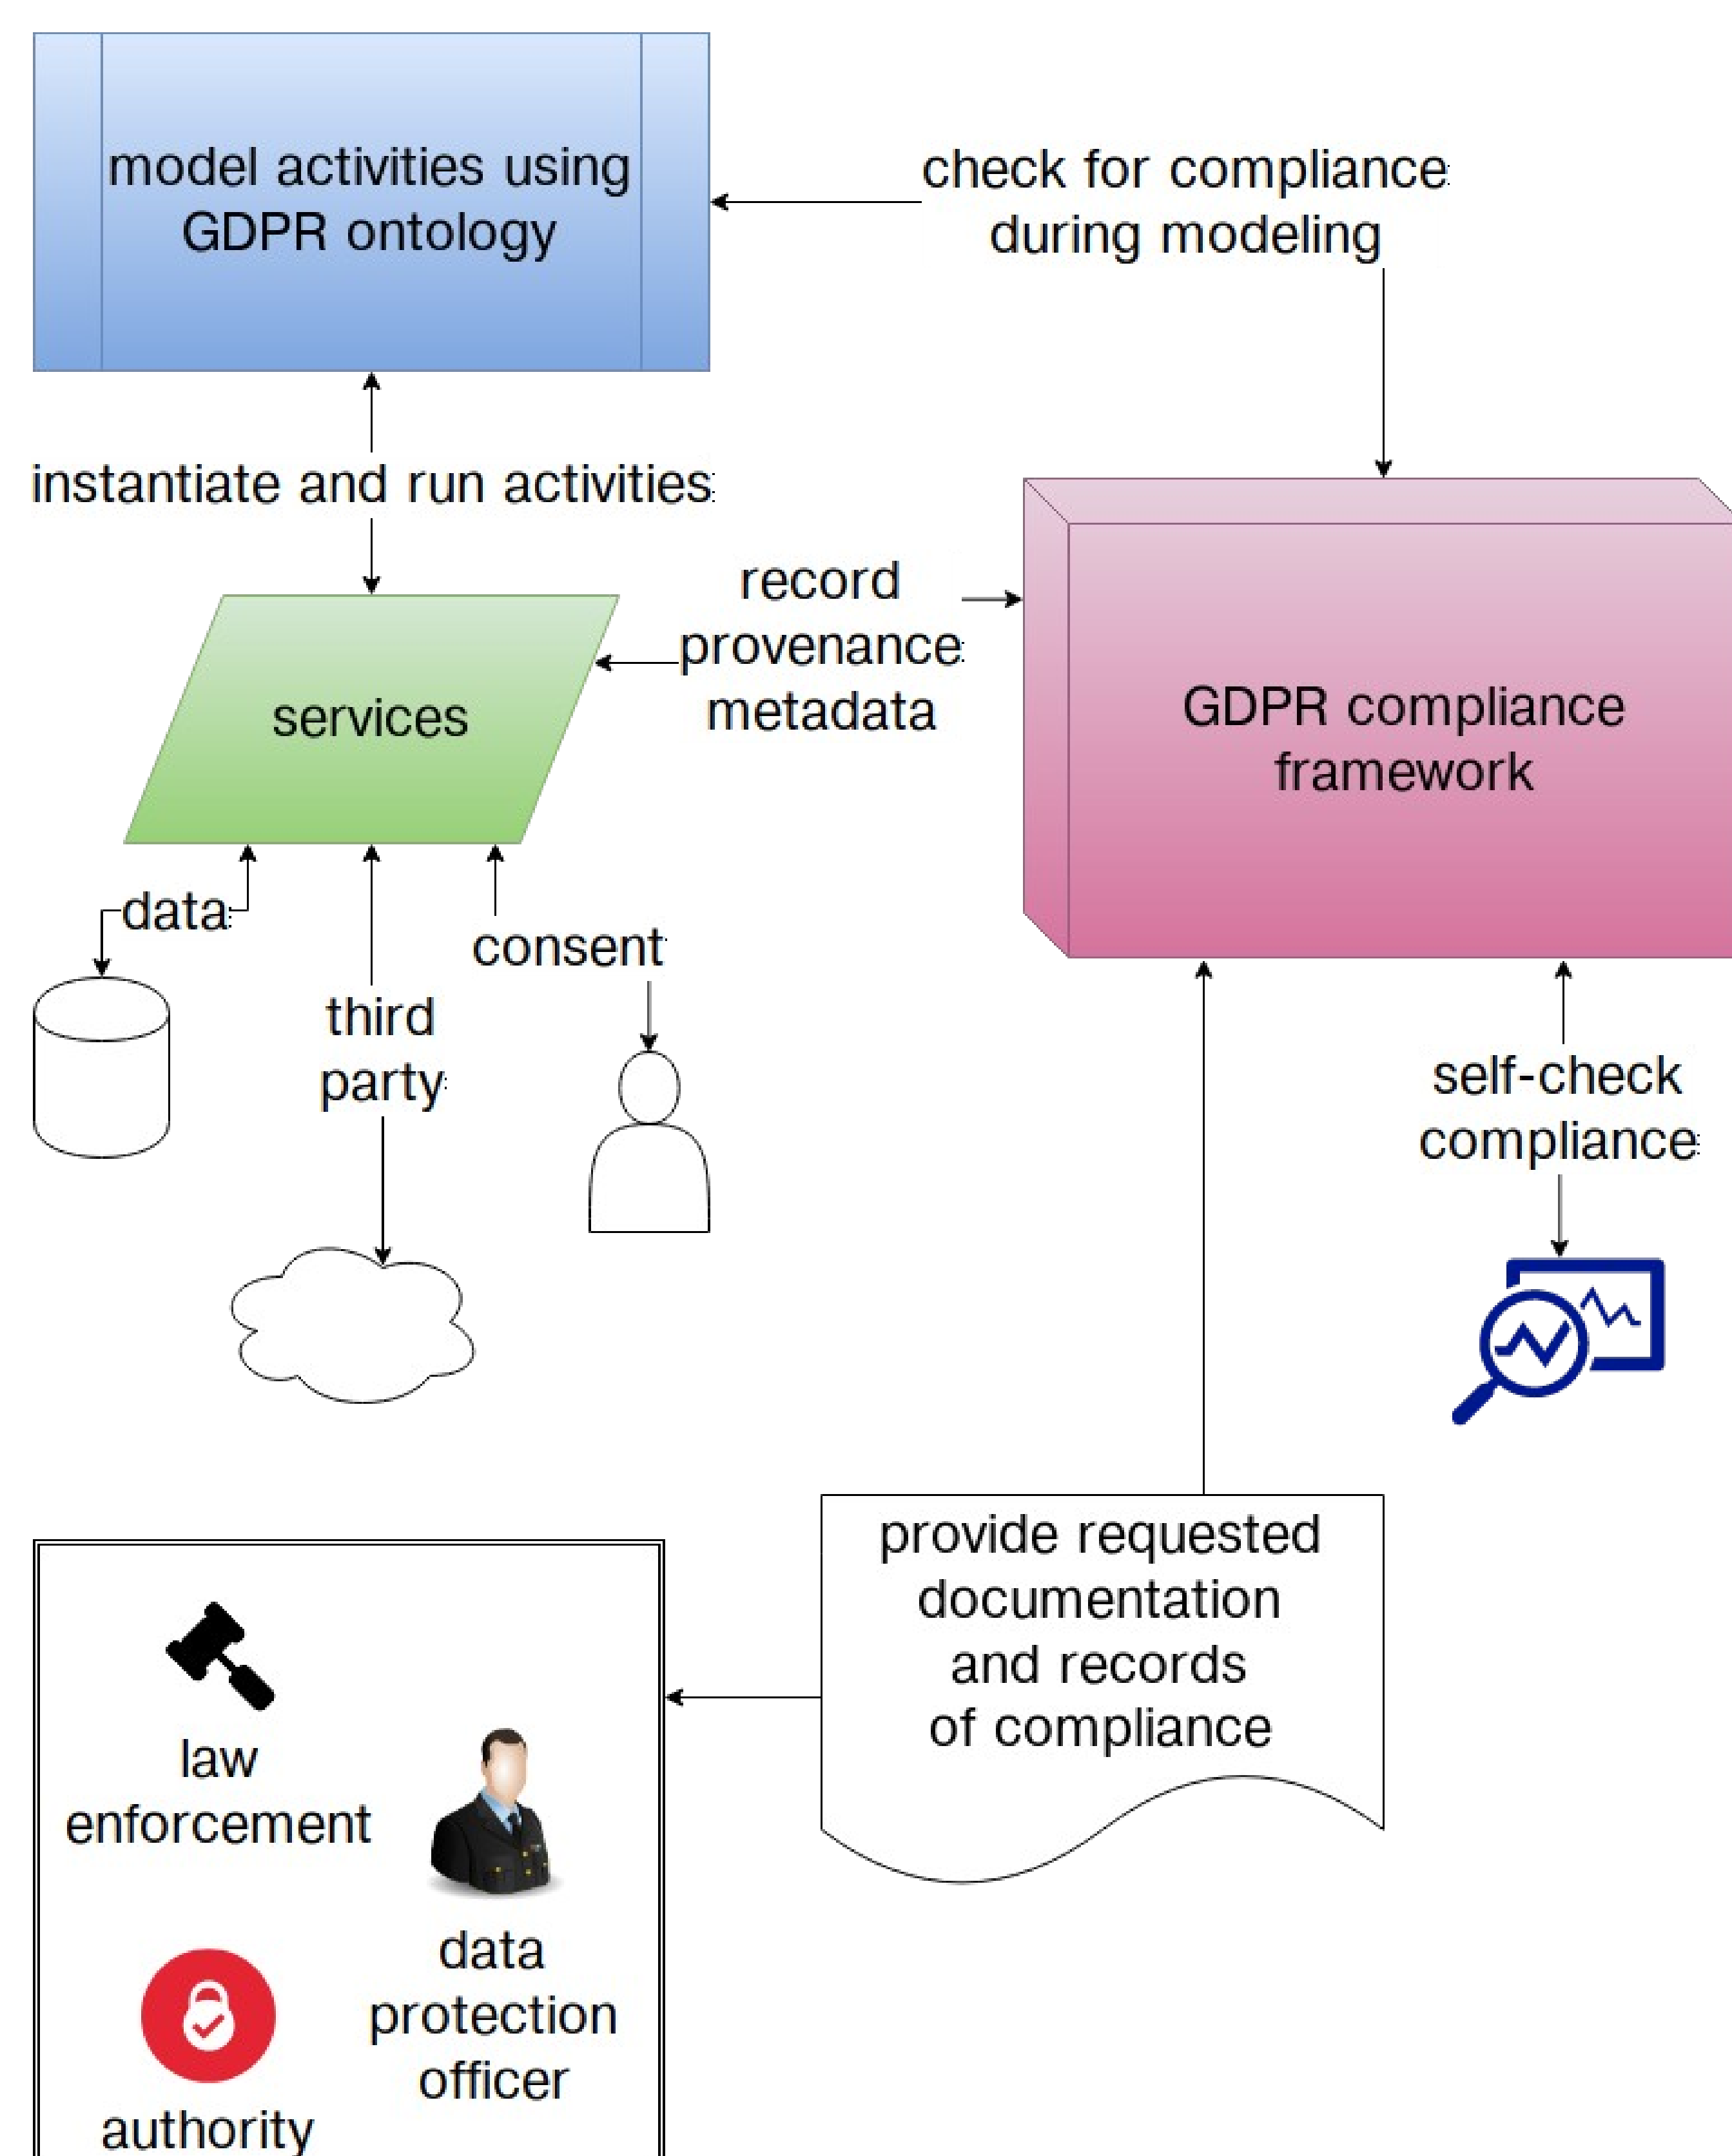 model activities using
GDPR ontology
check for compliance
during modeling
instantiate and run activities
record
provenance
metadata
GDPR compliance
framework
services
data
consent
third
party
self-check
compliance
provide requested
documentation
and records
of compliance
law
enforcement
data
protection
officer
authority